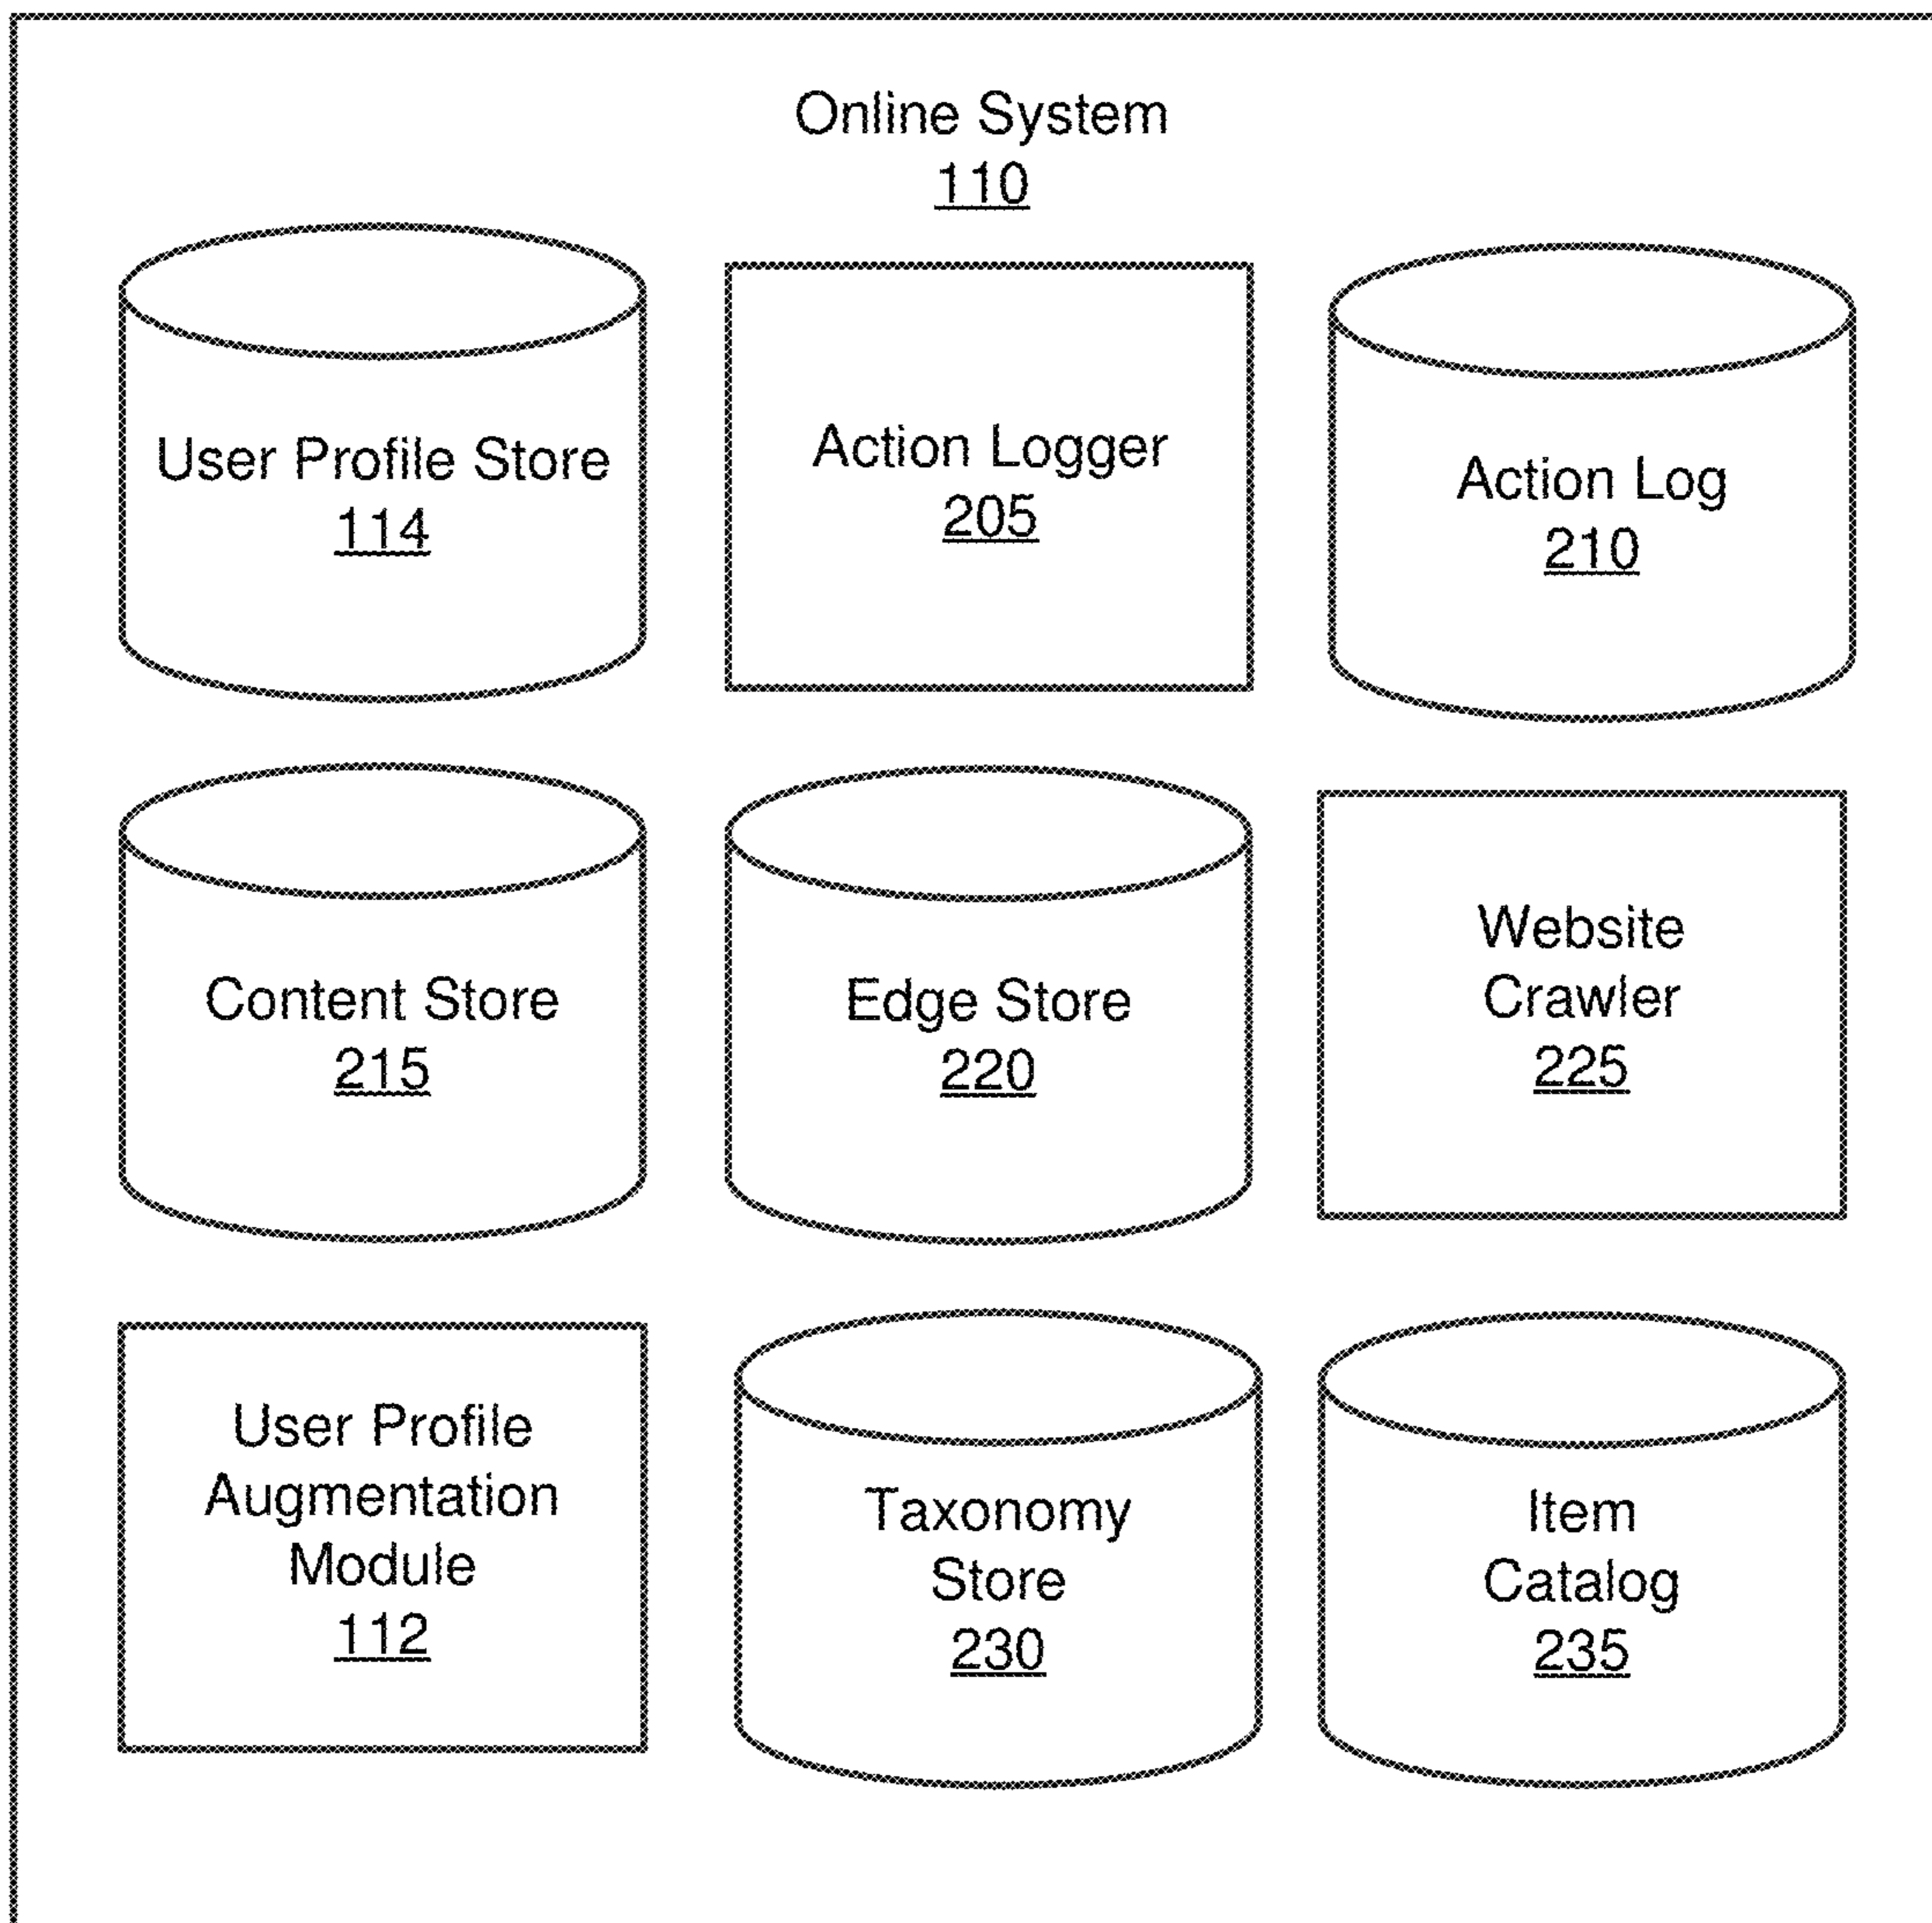 Online System
110
User Profile Store
114
Action Logger
205
Action Log
210
Content Store
215
Edge Store
220
Website
Crawler
225
User Profile
Augmentation
Module
112
Taxonomy
Store
230
Item
Catalog
235